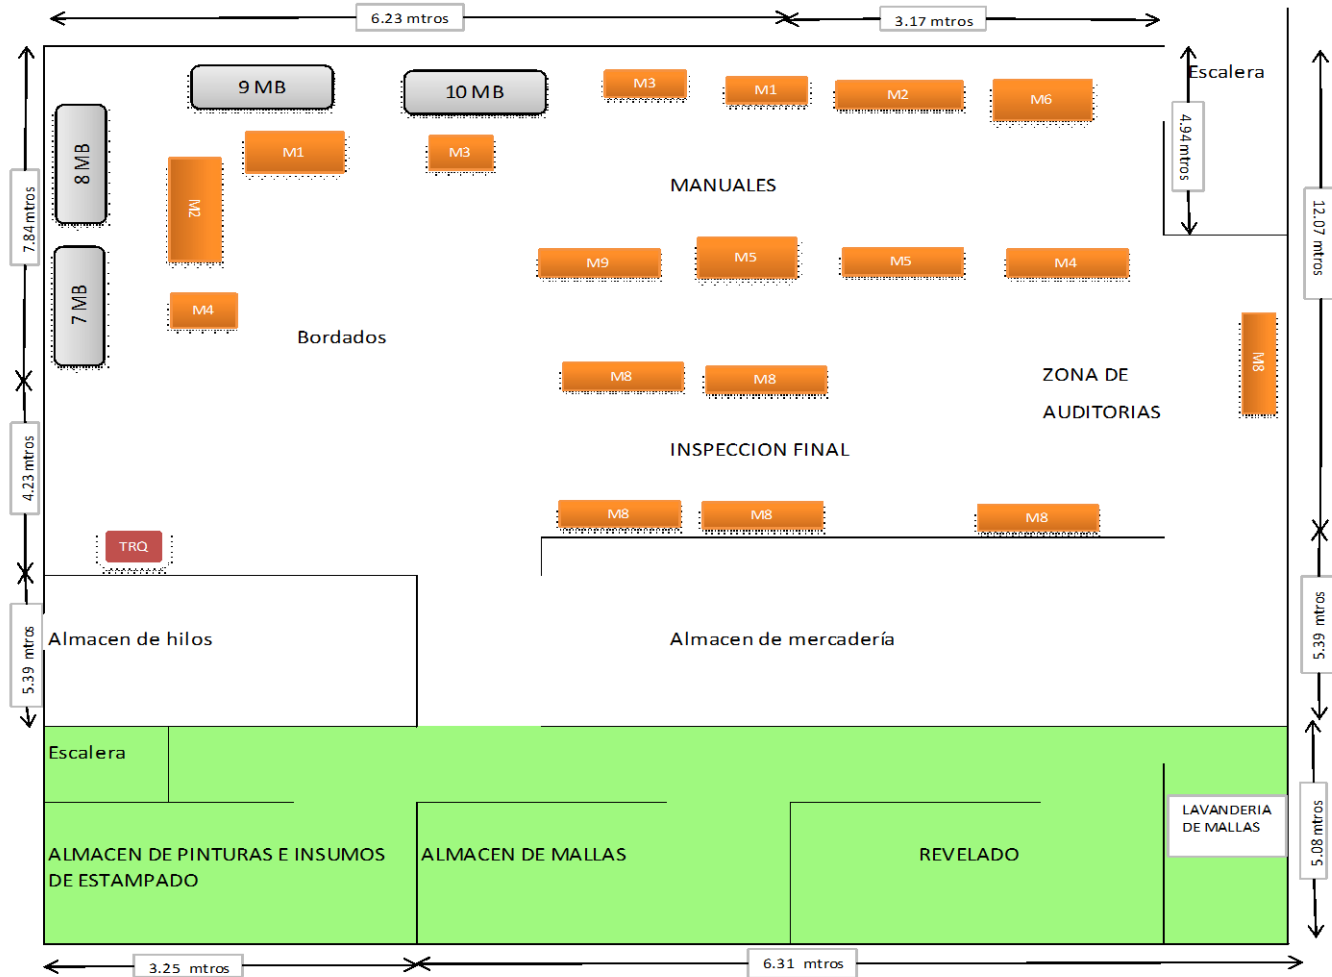 6.23 mtros
3.17 mtros
Escalera
9 MB
10 MB
M3
M1
M2
M6
8 MB
M1
M3
4.94 mtros
7.84 mtros
M2
MANUALES
12.07 mtros
M9
M5
M5
M4
7 MB
M4
Bordados
M8
M8
M8
ZONA DE
AUDITORIAS
4.23 mtros
INSPECCION FINAL
M8
M8
M8
TRQ
5.39 mtros
Almacen de hilos
Almacen de mercadería
5.39 mtros
Escalera
LAVANDERIA
DE MALLAS
5.08 mtros
ALMACEN DE PINTURAS E INSUMOS
DE ESTAMPADO
ALMACEN DE MALLAS
REVELADO
3.25 mtros
6.31 mtros